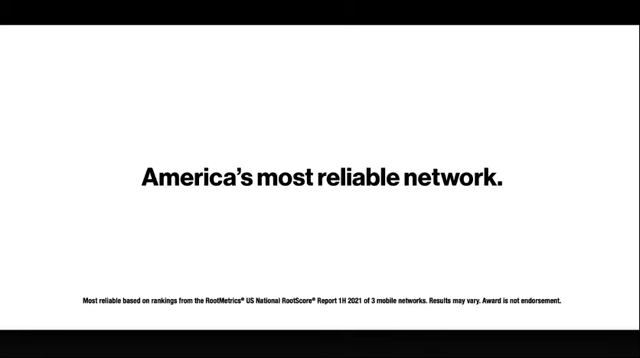 America's most reliable network.
Most reliable based on rankings from the RootMetrics® US National RootScore® Report 1H 2021 of 3 mobile networks. Results may vary. Award is not endorsement.